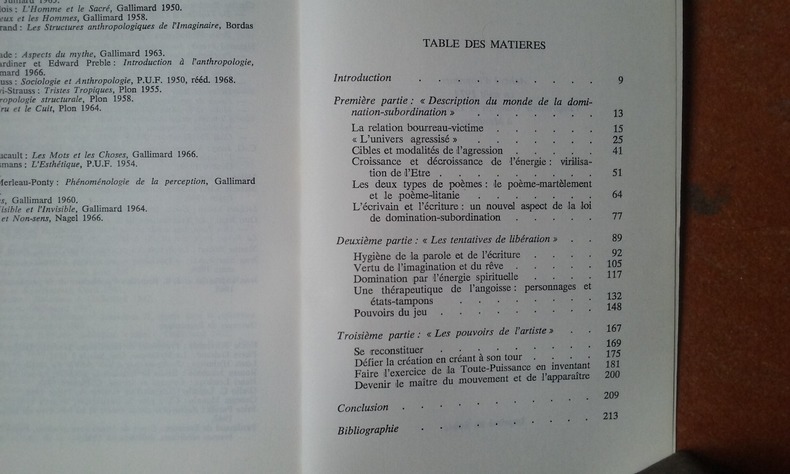 lois : L'Homme et le Sacré, Gallimard 1950.
eux et les Hommes, Gallimard 1958.
rand : Les Structures anthropologiques de l'Imaginaire, Bordas
ade : Aspects du mythe, Gallimard 1963.
ardiner et Edward Preble : Introduction à l'anthropologie,
mard 1966.
uss : Sociologie et Anthropologie, P.U.F. 1950, rééd. 1968.
vi-Strauss : Tristes Tropiques, Plon 1955.
ropologie structurale, Plon 1958.
ru et le Cuit, Plon 1964.
ucault : Les Mots et les Choses, Gallimard 1966.
smans : L'Esthétique, P.U.F. 1954.
Merleau-Ponty : Phénoménologie de la perception, Gallimard
s, Gallimard 1960.
isible et l'Invisible, Gallimard 1964.
et Non-sens, Nagel 1966.
TABLE DES MATIERES
Introduction . . . . . . . . . 9
Première partie : « Description du monde de la domi-
nation-subordination » . . . . . . 13
La relation bourreau-victime . . . . . . 15
« L'univers agressisé » . . . . . . . 25
Cibles et modalités de l'agression . . . . . 41
Croissance et décroissance de l'énergie : virilisa-
tion de l'Etre . . . . . . . . 51
Les deux types de poèmes : le poème-martèlement
et le poème-litanie . . . . . . . 64
L'écrivain et l'écriture : un nouvel aspect de la loi
de domination-subordination . . . . . 77
Deuxième partie : « Les tentatives de libération » . . 89
Hygiène de la parole et de l'écriture . . . . 92
Vertu de l'imagination et du rêve . . . . . 105
Domination par l'énergie spirituelle . . . . 117
Une thérapeutique de l'angoisse : personnages et
états-tampons . . . . . . . . 132
Pouvoirs du jeu . . . . . . . . 148
Troisième partie : « Les pouvoirs de l'artiste » . . 167
Se reconstituer . . . . . . . . 169
Défier la création en créant à son tour . . . . 175
Faire l'exercice de la Toute-Puissance en inventant 181
Devenir le maître du mouvement et de l'apparaître 200
Conclusion . . . . . . . . . 209
Bibliographie . . . . . . . . 213